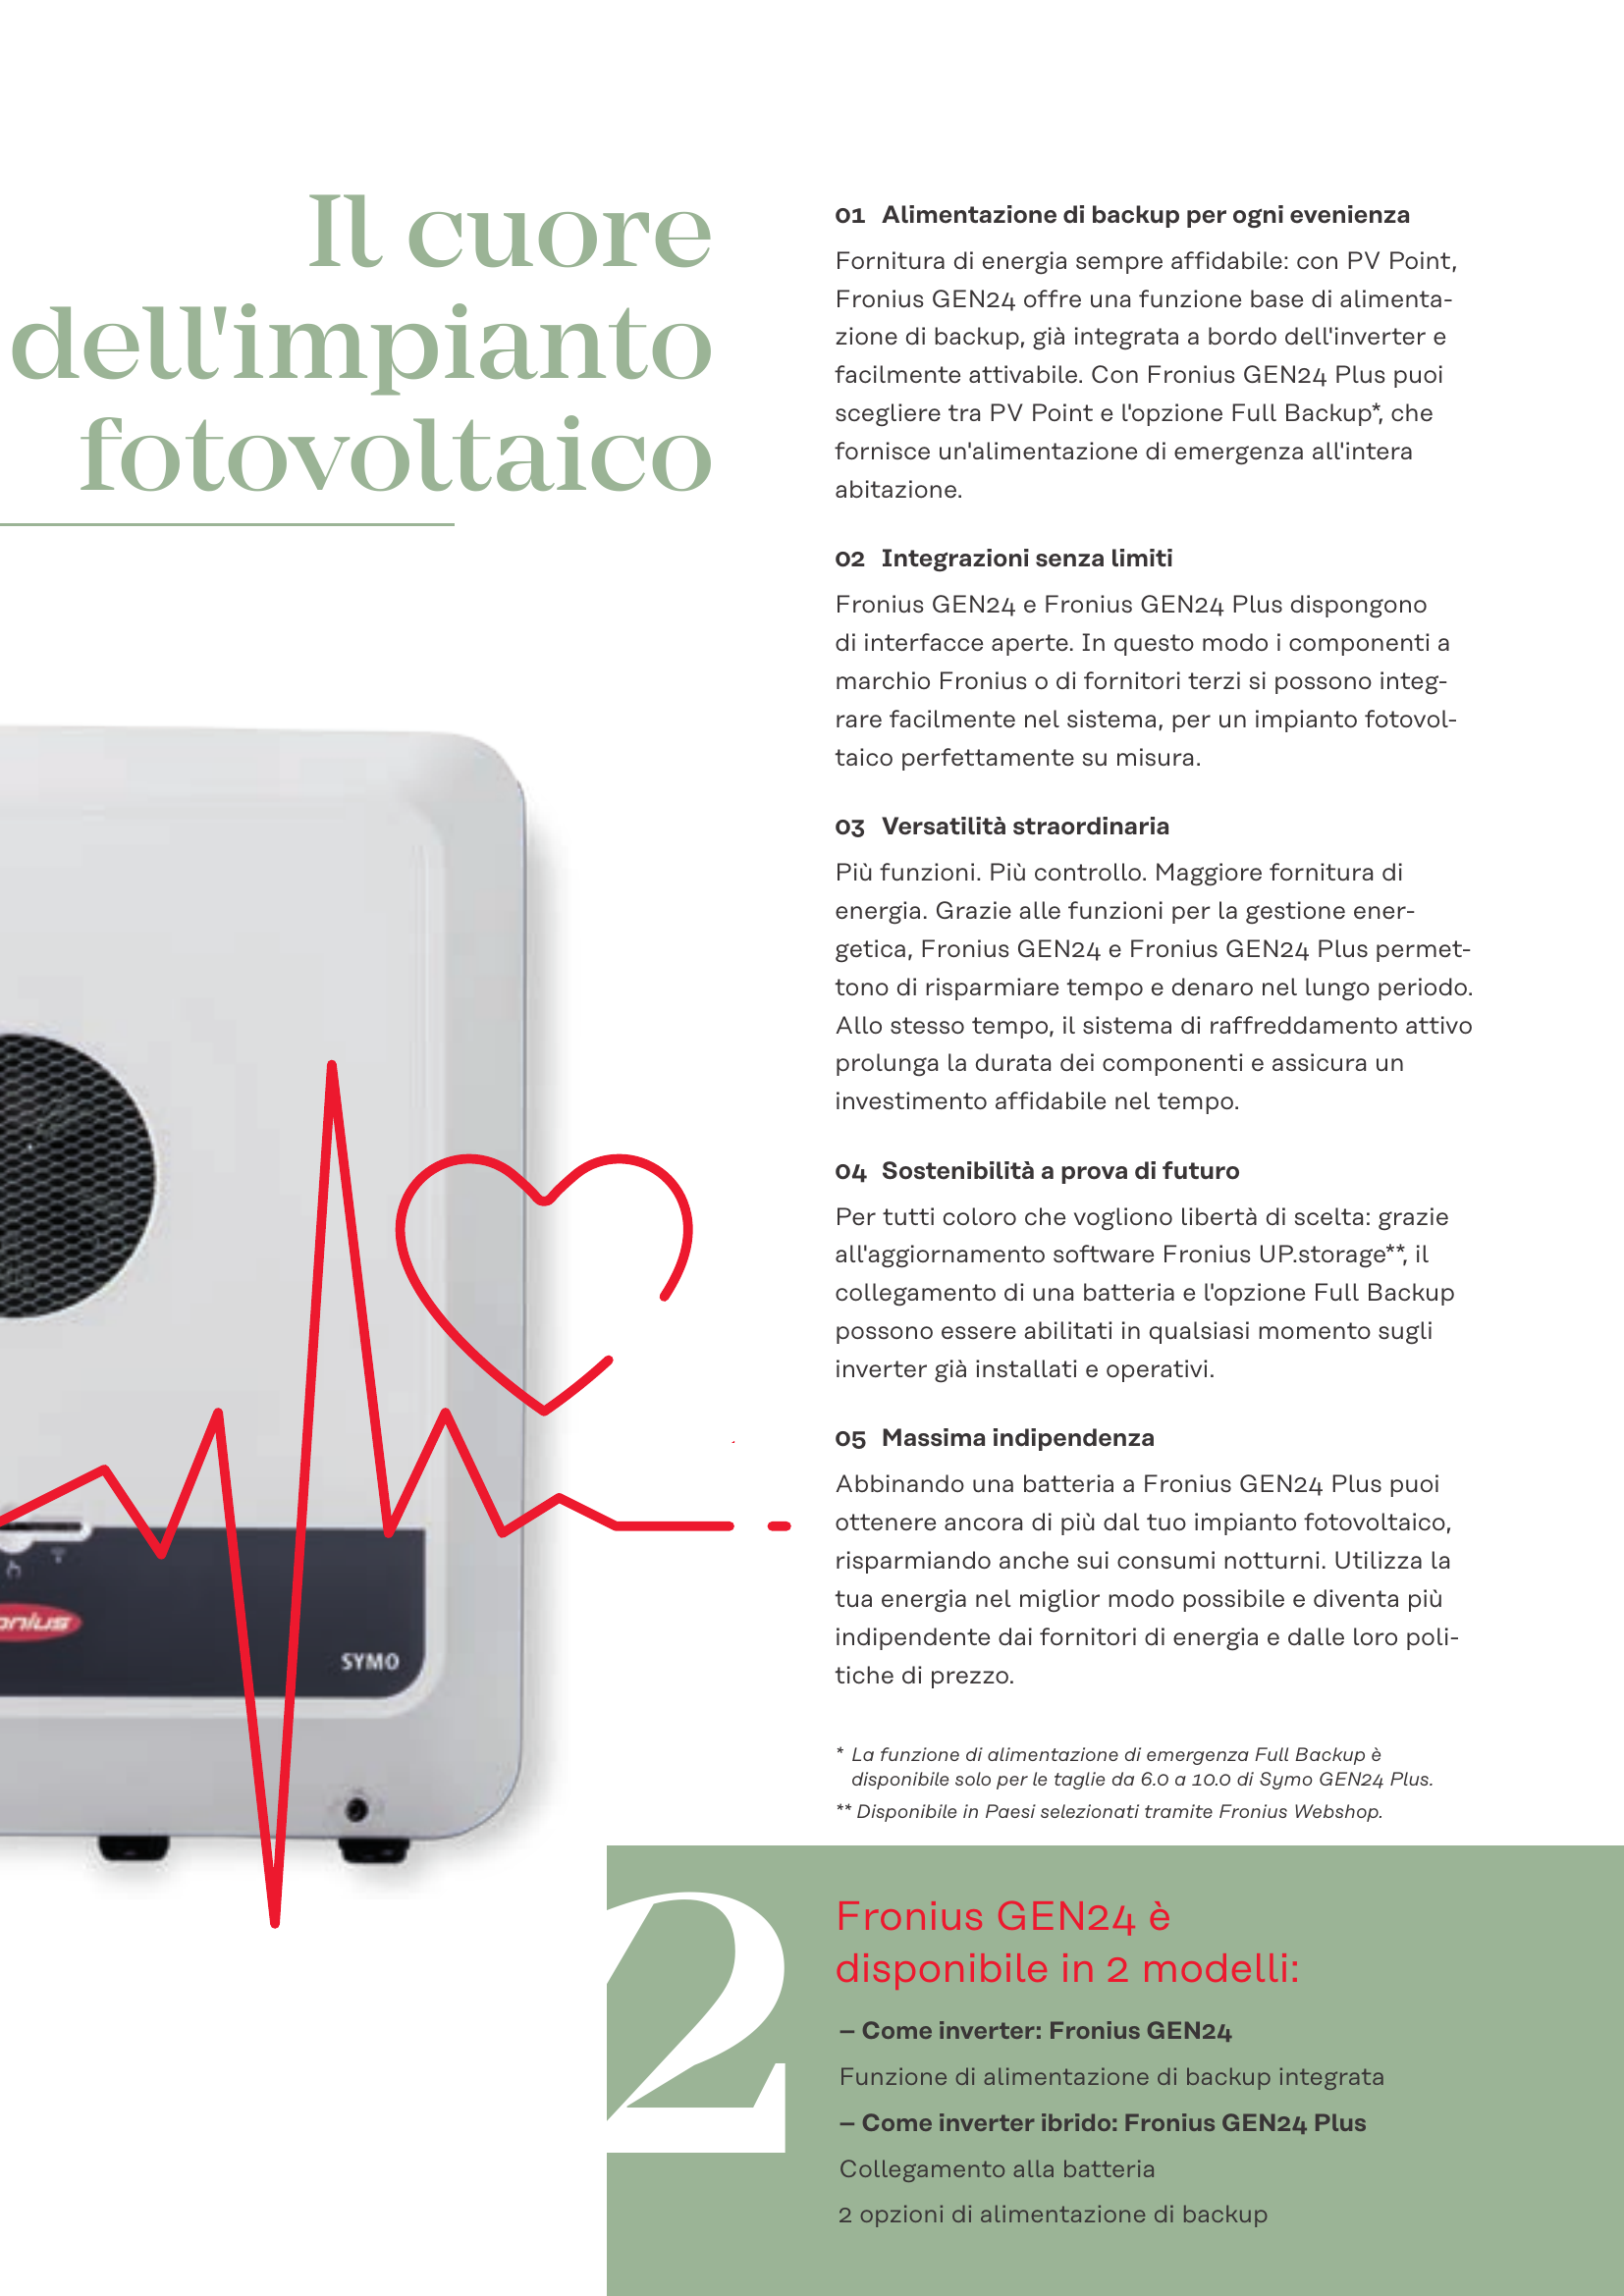 Il cuore
dell'impianto
fotovoltaico
01 Alimentazione di backup per ogni evenienza
Fornitura di energia sempre affidabile: con PV Point,
Fronius GEN24 offre una funzione base di alimenta-
zione di backup, già integrata a bordo dell'inverter e
facilmente attivabile. Con Fronius GEN24 Plus puoi
scegliere tra PV Point e l'opzione Full Backup*, che
fornisce un'alimentazione di emergenza all'intera
abitazione.
02 Integrazioni senza limiti
Fronius GEN24 e Fronius GEN24 Plus dispongono
di interfacce aperte. In questo modo i componenti a
marchio Fronius o di fornitori terzi si possono integ-
rare facilmente nel sistema, per un impianto fotovol-
taico perfettamente su misura.
03 Versatilità straordinaria
Più funzioni. Più controllo. Maggiore fornitura di
energia. Grazie alle funzioni per la gestione ener-
getica, Fronius GEN24 e Fronius GEN24 Plus permet-
tono di risparmiare tempo e denaro nel lungo periodo.
Allo stesso tempo, il sistema di raffreddamento attivo
prolunga la durata dei componenti e assicura un
investimento affidabile nel tempo.
04 Sostenibilità a prova di futuro
Per tutti coloro che vogliono libertà di scelta: grazie
all'aggiornamento software Fronius UP.storage**, il
collegamento di una batteria e l'opzione Full Backup
possono essere abilitati in qualsiasi momento sugli
inverter già installati e operativi.
05 Massima indipendenza
Abbinando una batteria a Fronius GEN24 Plus puoi
ottenere ancora di più dal tuo impianto fotovoltaico,
risparmiando anche sui consumi notturni. Utilizza la
tua energia nel miglior modo possibile e diventa più
indipendente dai fornitori di energia e dalle loro poli-
tiche di prezzo.
* La funzione di alimentazione di emergenza Full Backup è
disponibile solo per le taglie da 6.0 a 10.0 di Symo GEN24 Plus.
** Disponibile in Paesi selezionati tramite Fronius Webshop.
onius
SYMO
2
Fronius GEN24 è
disponibile in 2 modelli:
– Come inverter: Fronius GEN24
Funzione di alimentazione di backup integrata
– Come inverter ibrido: Fronius GEN24 Plus
Collegamento alla batteria
2 opzioni di alimentazione di backup